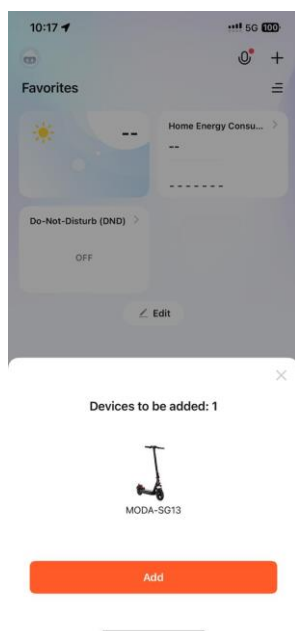 10:17
5G 100
Favorites
--
Home Energy Consu...
--
-------
Do-Not-Disturb (DND)
OFF
Edit
Devices to be added: 1
MODA-SG13
Add